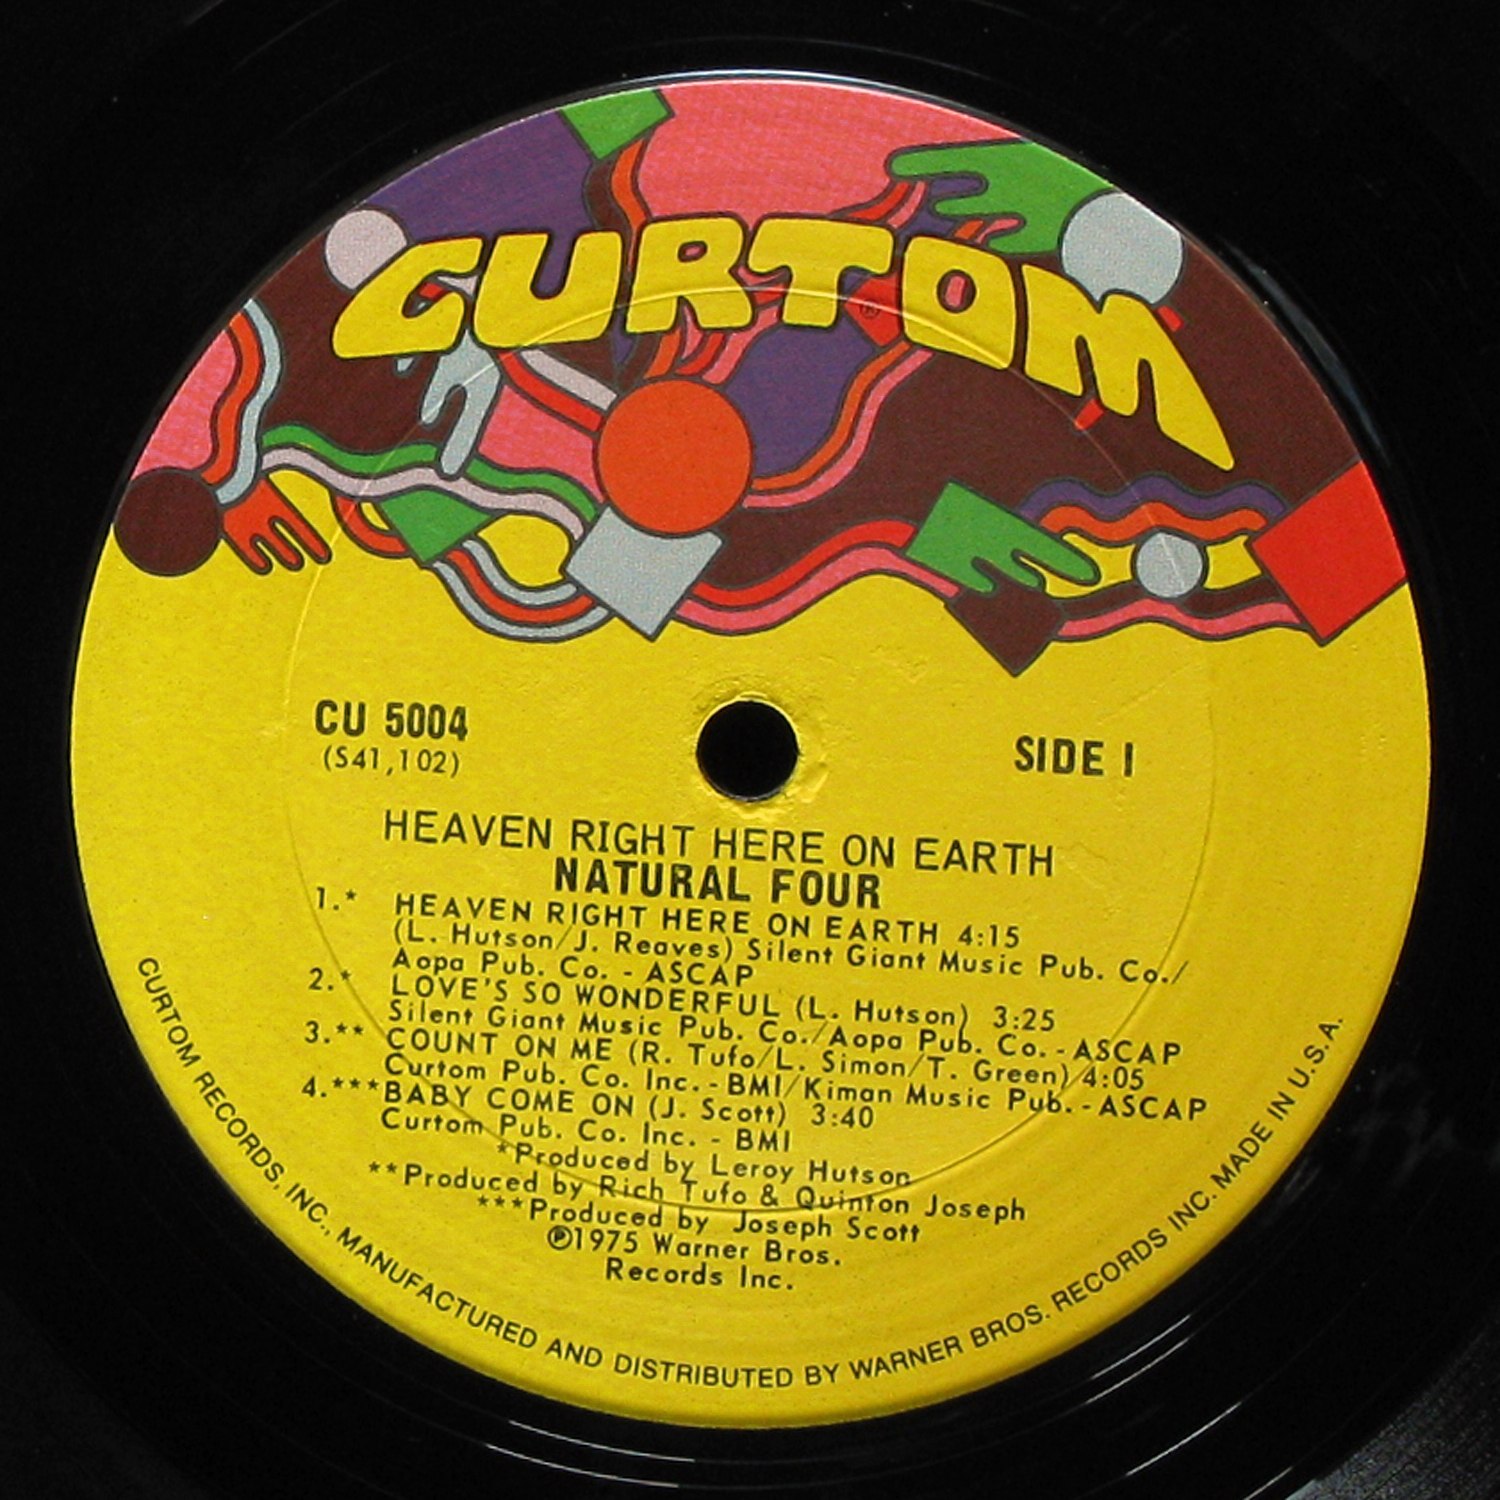 CURTOM
®
CU 5004
(S41,102)
SIDE 1
HEAVEN RIGHT HERE ON EARTH
NATURAL FOUR
1.* HEAVEN RIGHT HERE ON EARTH 4:15
(L. Hutson/J. Reaves) Silent Giant Music Pub. Co./
Aopa Pub. Co. - ASCAP
2.* LOVE'S SO WONDERFUL (L. Hutson) 3:25
Silent Giant Music Pub. Co./Aopa Pub. Co. - ASCAP
3.** COUNT ON ME (R. Tufo/L. Simon/T. Green) 4:05
Curtom Pub. Co. Inc. - BMI/Kiman Music Pub. - ASCAP
4.*** BABY COME ON (J. Scott) 3:40
Curtom Pub. Co. Inc. - BMI
*Produced by Leroy Hutson
**Produced by Rich Tufo & Quinton Joseph
***Produced by Joseph Scott
℗1975 Warner Bros.
Records Inc.
CURTOM RECORDS, INC., MANUFACTURED AND DISTRIBUTED BY WARNER BROS. RECORDS INC. MADE IN U.S.A.